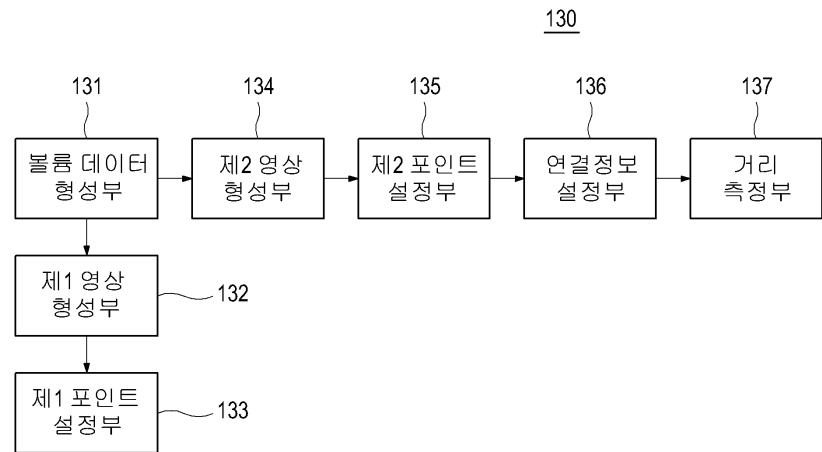 130
131
134
135
136
137
볼륨 데이터
형성부
제2 영상
형성부
제2 포인트
설정부
연결정보
설정부
거리
측정부
제1 영상
형성부
132
제1 포인트
설정부
133